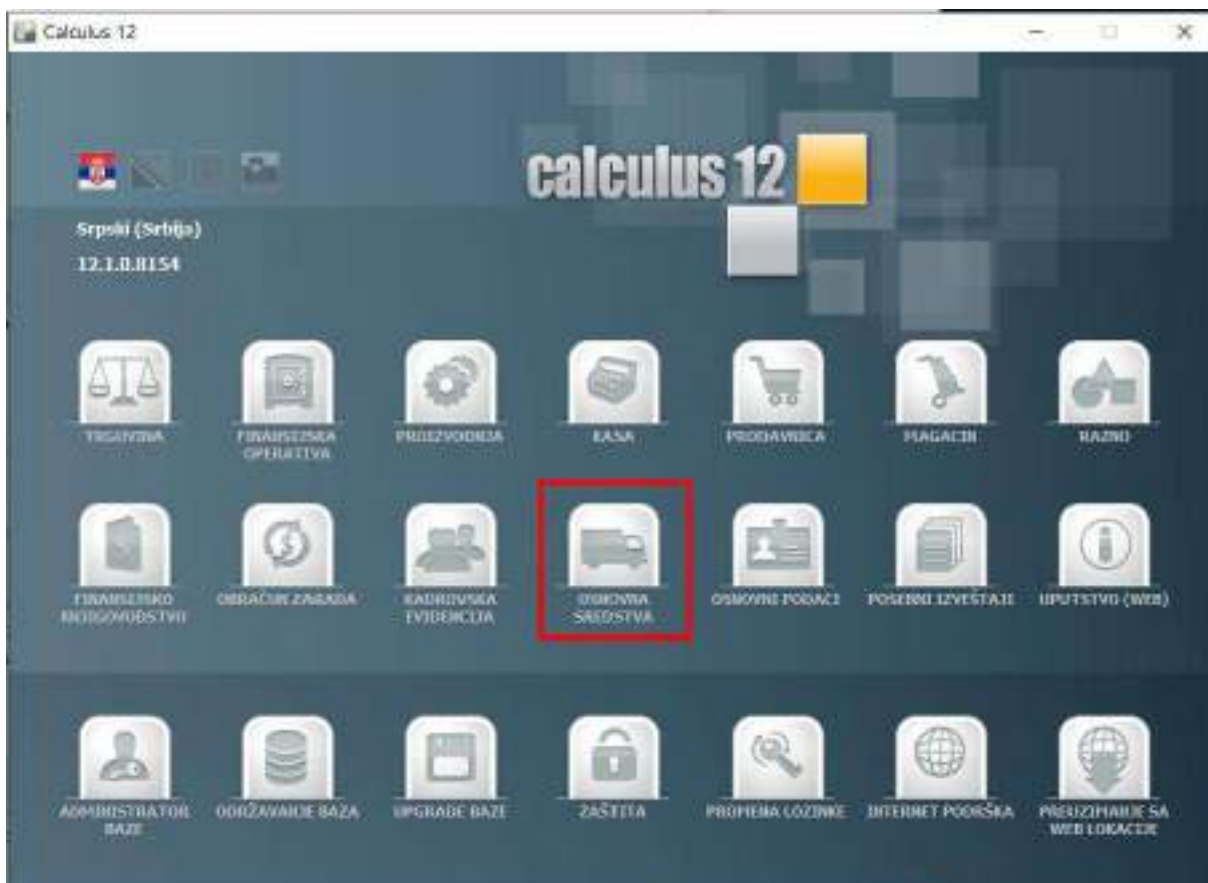 Calculus 12
calculus 12
Srpski (Srbija)
12.1.0.8154
TRGOVINA
FINANSIJSKA
OPERATIVA
PROIZVODNJA
KASA
PRODAVNICA
MAGACIN
RAZNO
FINANSIJSKO
KNJIGOVODSTVO
OBRAČUN ZARADA
KADROVSKA
EVIDENCIJA
OSNOVNA
SREDSTVA
OSNOVNI PODACI
POSEBNI IZVEŠTAJI
UPUTSTVO (WEB)
ADMINISTRATOR
BAZE
ODRŽAVANJE BAZA
UPGRADE BAZE
ZAŠTITA
PROMENA LOZINKE
INTERNET PODRŠKA
PREUZIMANJE SA
WEB LOKACIJE